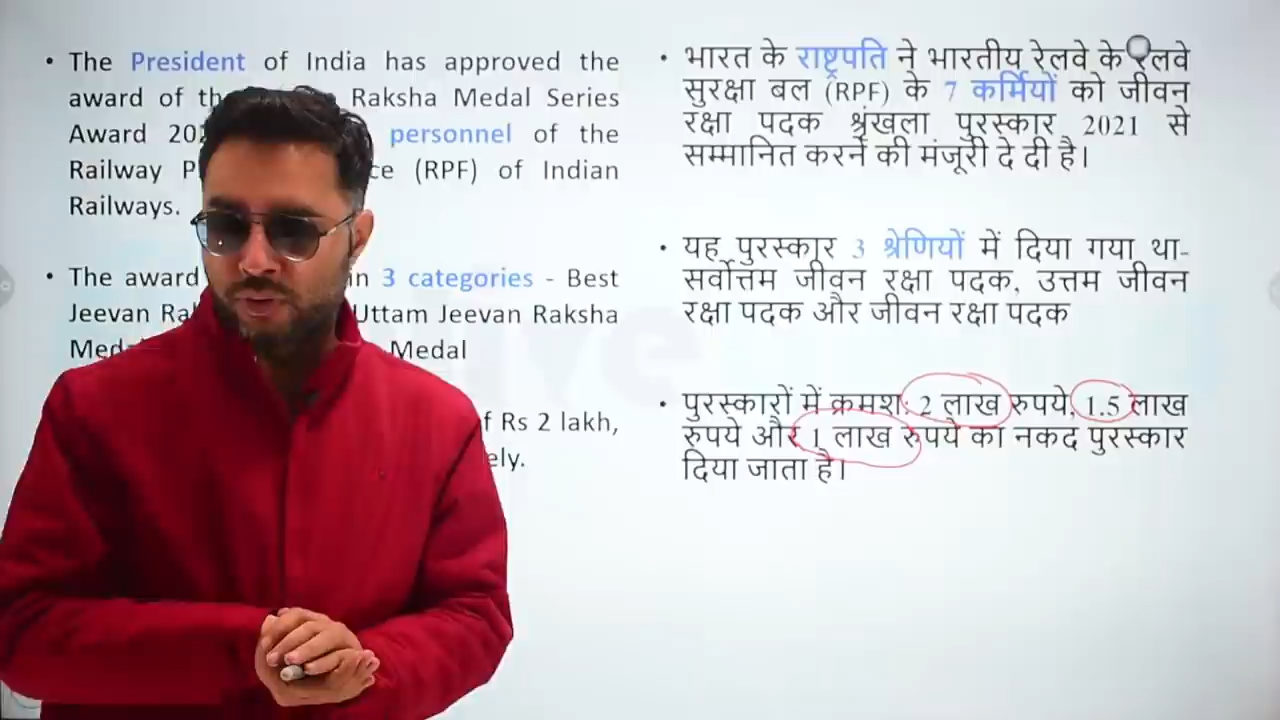 • The President of India has approved the
award of th Raksha Medal Series
Award 202 personnel of the
Railway P ce (RPF) of Indian
Railways.
• The award in 3 categories - Best
Jeevan Ra Uttam Jeevan Raksha
Med Medal
f Rs 2 lakh,
ely.
• भारत के राष्ट्रपति ने भारतीय रेलवे के रेलवे
सुरक्षा बल (RPF) के 7 कर्मियों को जीवन
रक्षा पदक श्रृंखला पुरस्कार 2021 से
सम्मानित करने की मंजूरी दे दी है।
• यह पुरस्कार 3 श्रेणियों में दिया गया था-
सर्वोत्तम जीवन रक्षा पदक, उत्तम जीवन
रक्षा पदक और जीवन रक्षा पदक
• पुरस्कारों में क्रमश: 2 लाख रुपये, 1.5 लाख
रुपये और 1 लाख रुपये का नकद पुरस्कार
दिया जाता है।